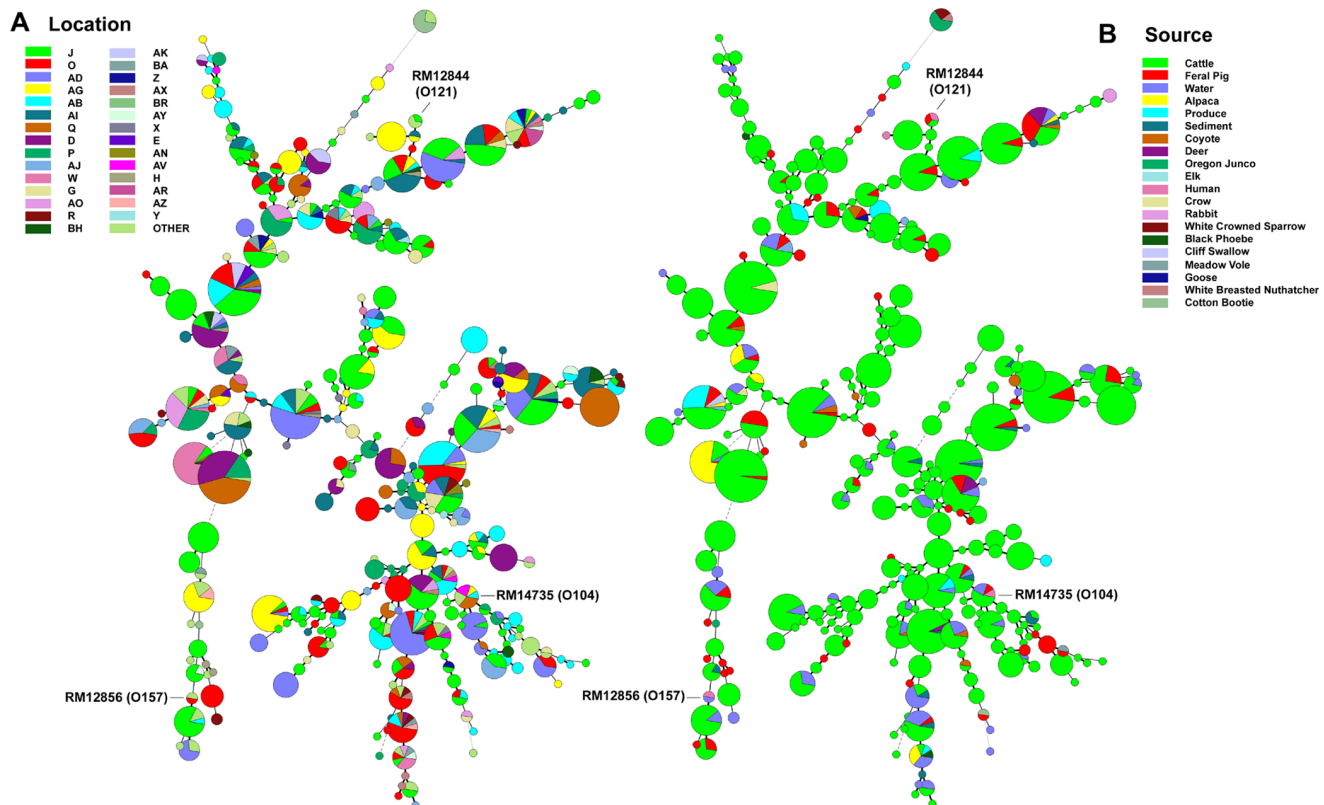 A Location
J
O
AD
AG
AB
AI
Q
D
P
AJ
W
G
AO
R
BH
AK
BA
Z
AX
BR
AY
X
E
AN
AV
H
AR
AZ
Y
OTHER
RM12844
(O121)
RM14735 (O104)
RM12856 (O157)
B Source
Cattle
Feral Pig
Water
Alpaca
Produce
Sediment
Coyote
Deer
Oregon Junco
Elk
Human
Crow
Rabbit
White Crowned Sparrow
Black Phoebe
Cliff Swallow
Meadow Vole
Goose
White Breasted Nuthatcher
Cotton Bootie
RM12844
(O121)
RM14735 (O104)
RM12856 (O157)